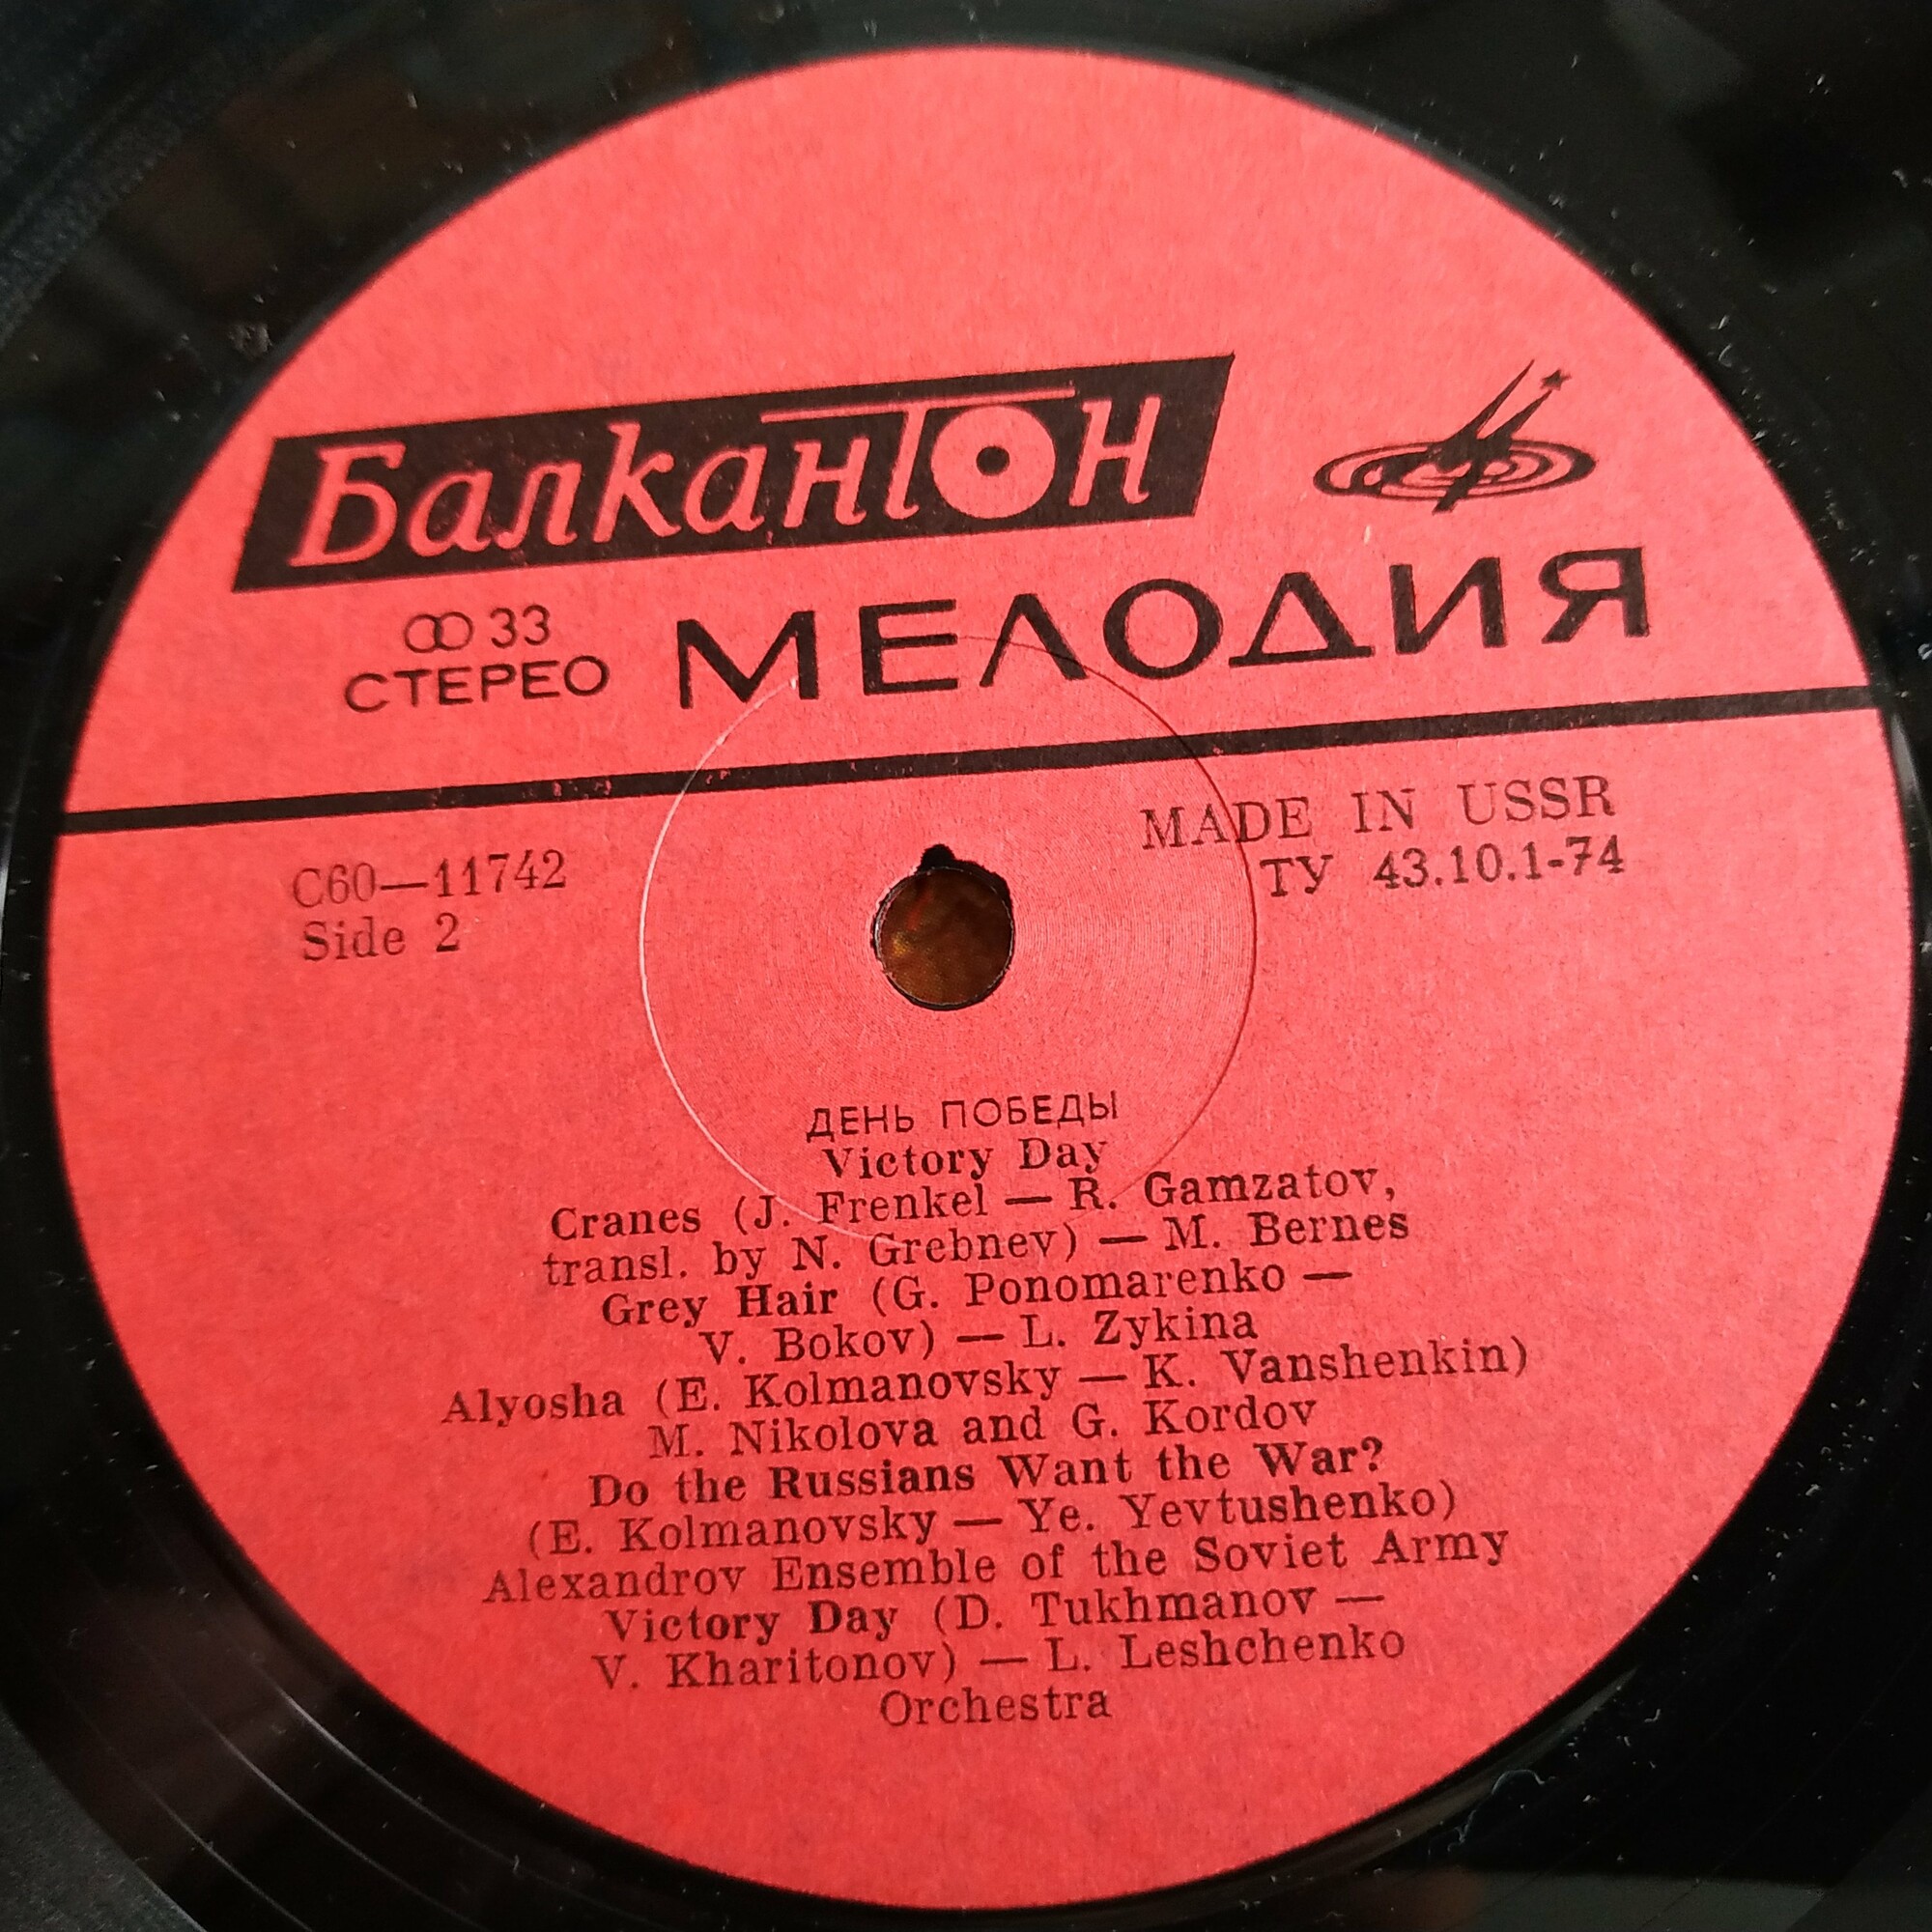 Балкантон
33
СТЕРЕО
МЕЛОДИЯ
MADE IN USSR
ТУ 43.10.1-74
C60—11742
Side 2
ДЕНЬ ПОБЕДЫ
Victory Day
Cranes (J. Frenkel — R. Gamzatov,
transl. by N. Grebnev) — M. Bernes
Grey Hair (G. Ponomarenko —
V. Bokov) — L. Zykina
Alyosha (E. Kolmanovsky — K. Vanshenkin)
M. Nikolova and G. Kordov
Do the Russians Want the War?
(E. Kolmanovsky — Ye. Yevtushenko)
Alexandrov Ensemble of the Soviet Army
Victory Day (D. Tukhmanov —
V. Kharitonov) — L. Leshchenko
Orchestra